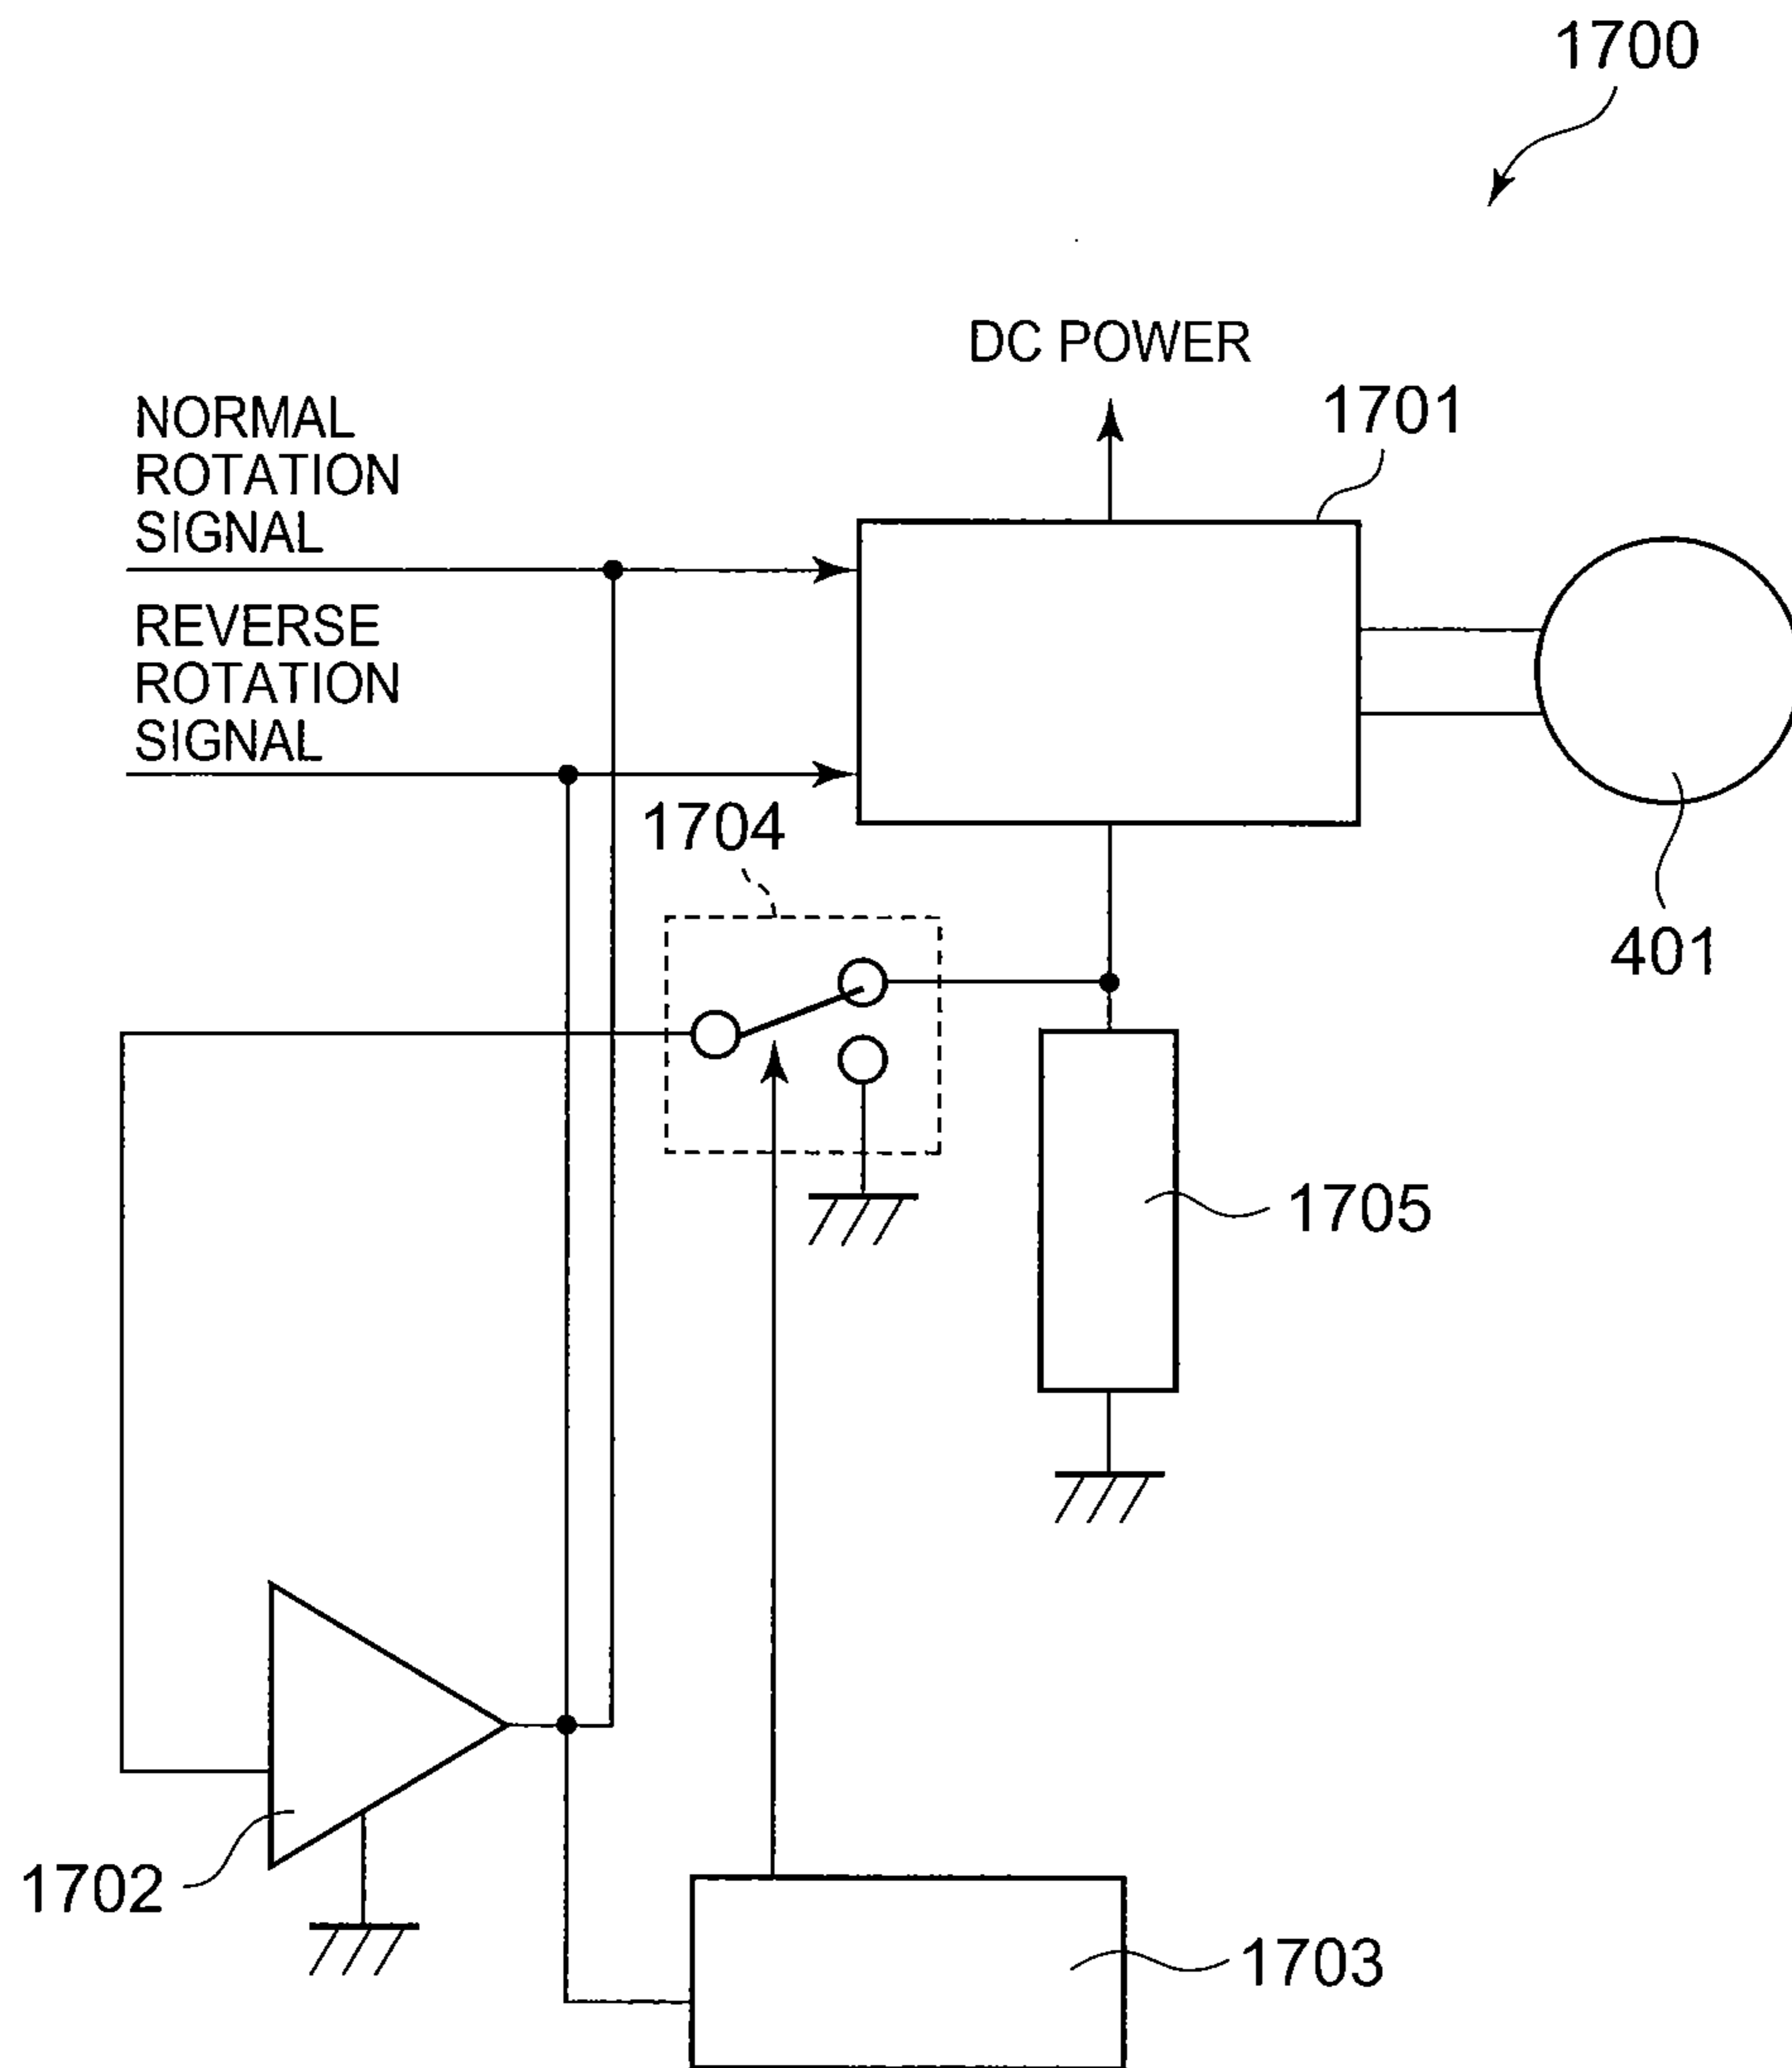 1700
DC POWER
1701
NORMAL
ROTATION
SIGNAL
REVERSE
ROTATION
SIGNAL
1704
401
1705
1702
1703